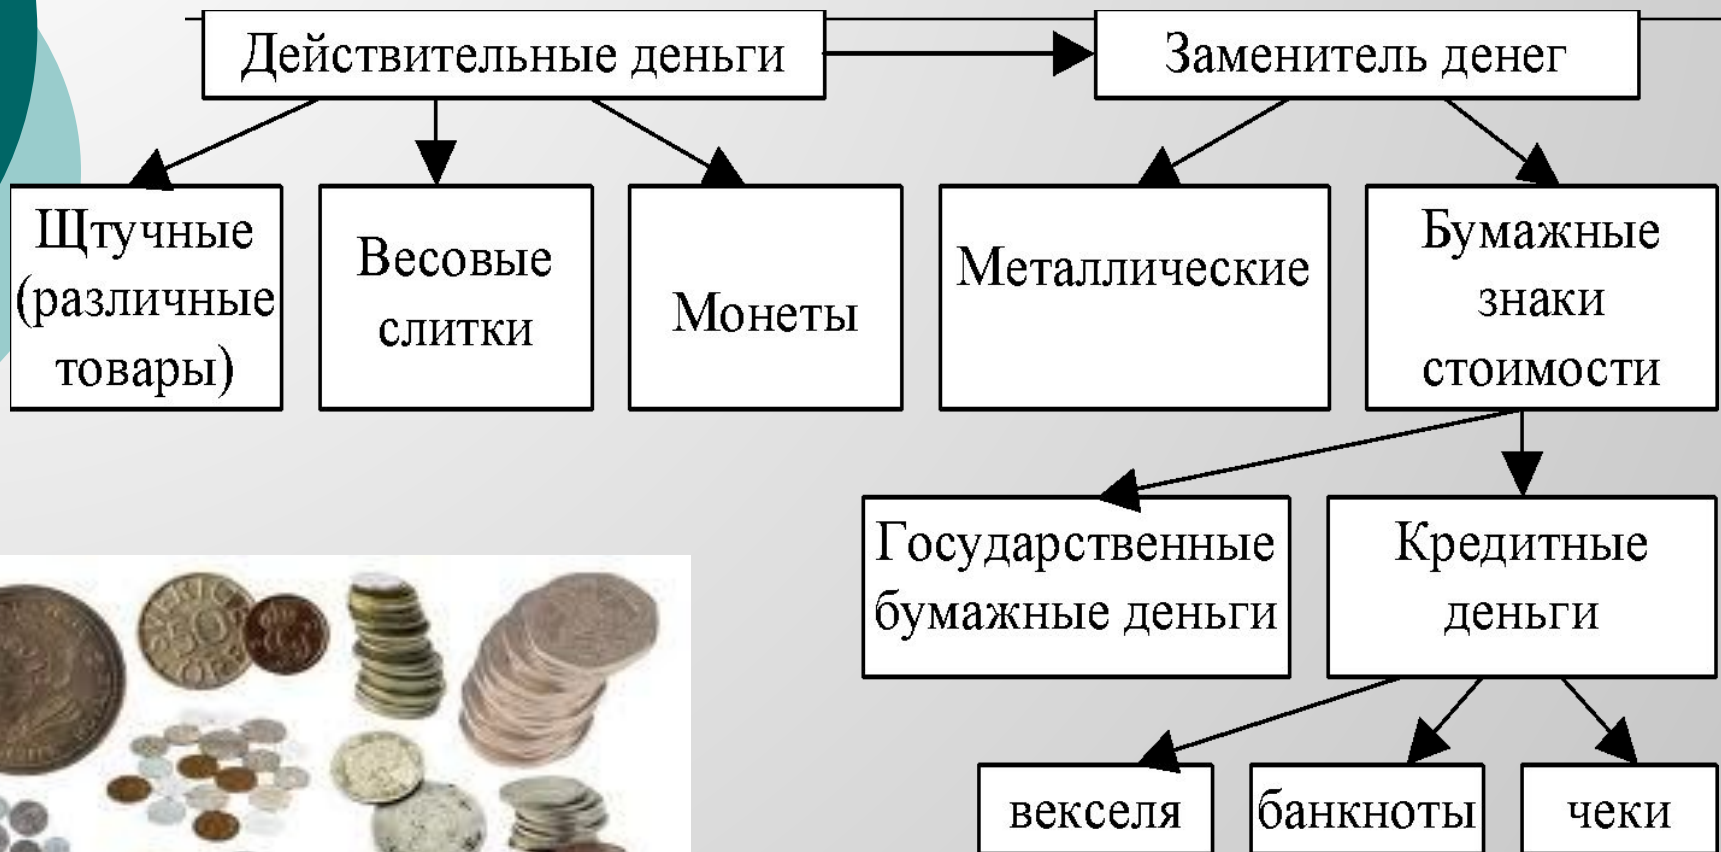 Действительные деньги
Заменитель денег
Щтучные
(различные
товары)
Весовые
слитки
Монеты
Металлические
Бумажные
знаки
стоимости
Государственные
бумажные деньги
Кредитные
деньги
векселя
банкноты
чеки